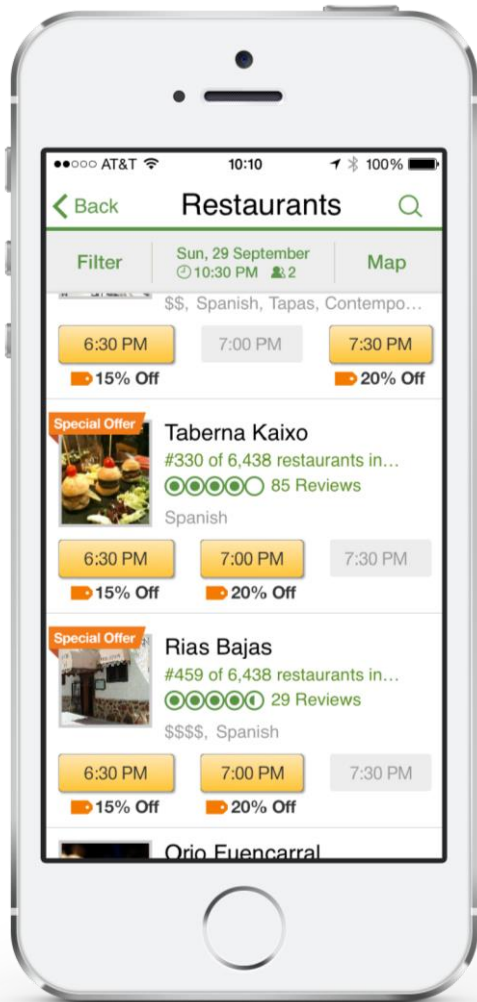 AT&T 10:10 100%
Back Restaurants
Filter Sun, 29 September Map
10:30 PM 2
$$, Spanish, Tapas, Contempo...
6:30 PM 7:00 PM 7:30 PM
15% Off 20% Off
Special Offer
Taberna Kaixo
#330 of 6,438 restaurants in...
85 Reviews
Spanish
6:30 PM 7:00 PM 7:30 PM
15% Off 20% Off
Special Offer
Rias Bajas
#459 of 6,438 restaurants in...
29 Reviews
$$$$, Spanish
6:30 PM 7:00 PM 7:30 PM
15% Off 20% Off
Orio Fuencarral